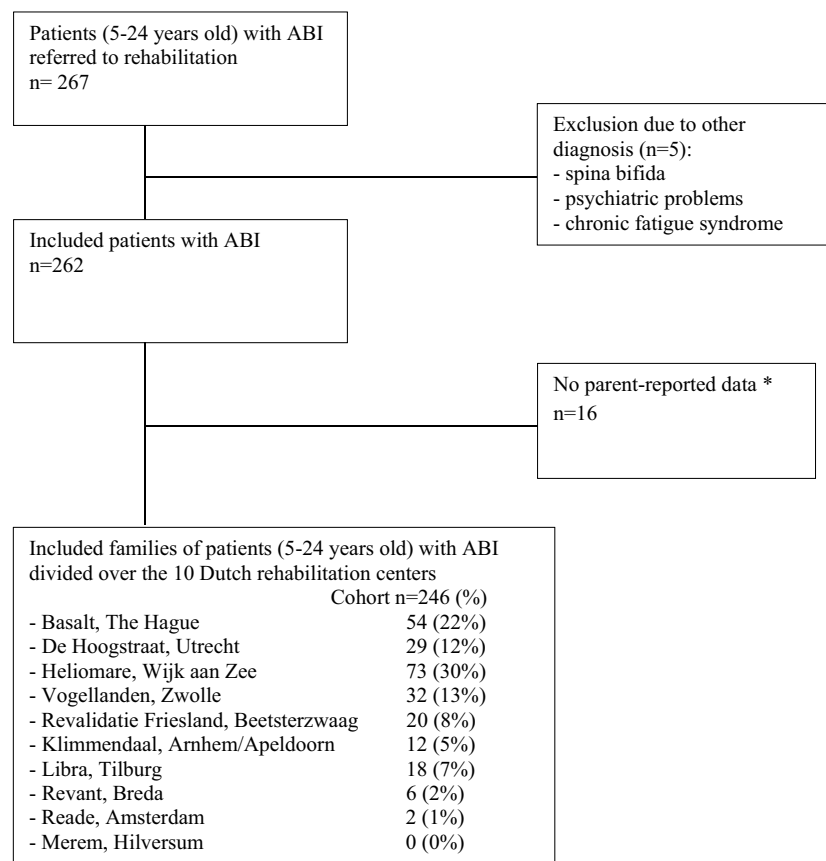 Patients (5-24 years old) with ABI
referred to rehabilitation
n= 267
Exclusion due to other
diagnosis (n=5):
- spina bifida
- psychiatric problems
- chronic fatigue syndrome
Included patients with ABI
n=262
No parent-reported data *
n=16
Included families of patients (5-24 years old) with ABI
divided over the 10 Dutch rehabilitation centers
Cohort n=246 (%)
- Basalt, The Hague 54 (22%)
- De Hoogstraat, Utrecht 29 (12%)
- Heliomare, Wijk aan Zee 73 (30%)
- Vogellanden, Zwolle 32 (13%)
- Revalidatie Friesland, Beetsterzwaag 20 (8%)
- Klimmendaal, Arnhem/Apeldoorn 12 (5%)
- Libra, Tilburg 18 (7%)
- Revant, Breda 6 (2%)
- Reade, Amsterdam 2 (1%)
- Merem, Hilversum 0 (0%)